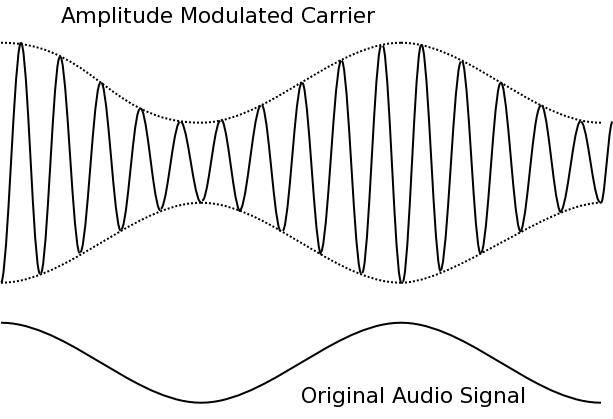 Amplitude Modulated Carrier
Original Audio Signal